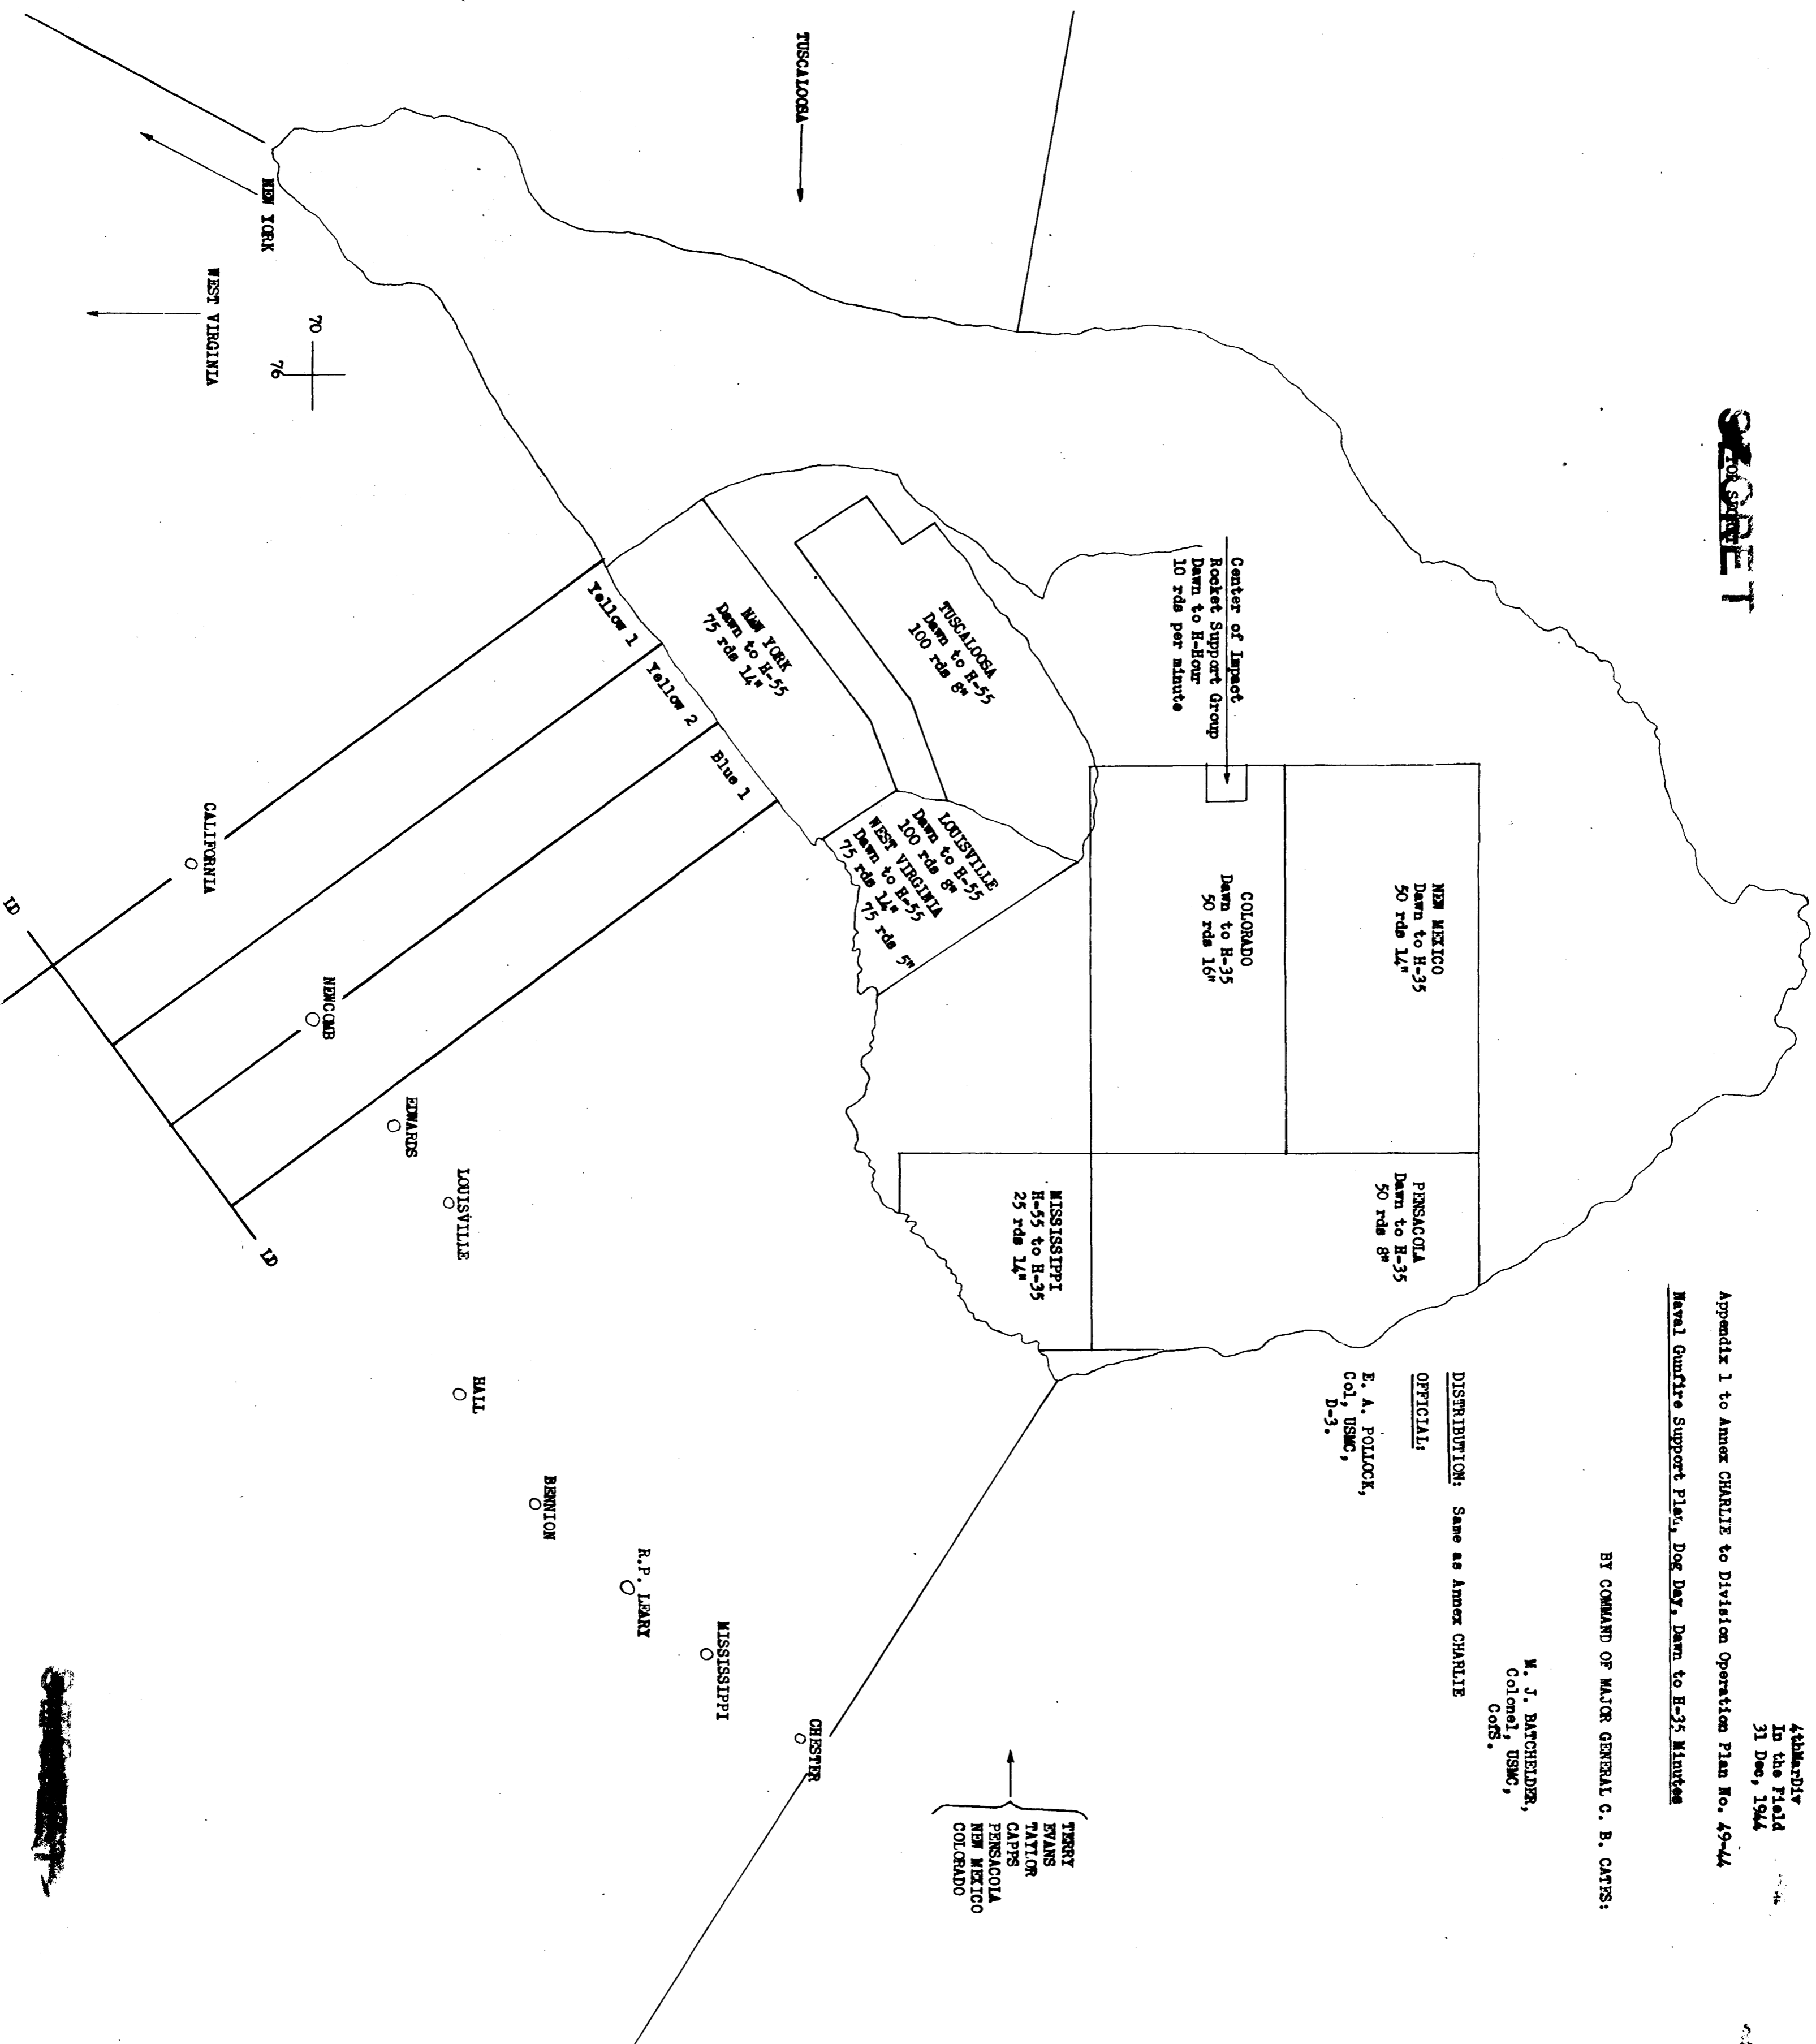 SECRET
TOP SECRET
4thMarDiv
In the Field
31 Dec, 1944
Appendix 1 to Annex CHARLIE to Division Operation Plan No. 49-44
Naval Gunfire Support Plan, Dog Day, Dawn to H-35 Minutes
BY COMMAND OF MAJOR GENERAL C. B. CATES:
M. J. BATCHELDER,
Colonel, USMC,
CofS.
DISTRIBUTION: Same as Annex CHARLIE
OFFICIAL:
E. A. POLLOCK,
Col, USMC,
D-3.
NEW MEXICO
Dawn to H-35
50 rds 14"
PENSACOLA
Dawn to H-35
50 rds 8"
COLORADO
Dawn to H-35
50 rds 16"
MISSISSIPPI
H-55 to H-35
25 rds 14"
Center of Impact
Rocket Support Group
Dawn to H-Hour
10 rds per minute
TUSCALOOSA
TUSCALOOSA
Dawn to H-55
100 rds 8"
NEW YORK
Dawn to H-55
75 rds 14"
LOUISVILLE
Dawn to H-55
100 rds 8"
WEST VIRGINIA
Dawn to H-55
75 rds 14"
75 rds 5"
Yellow 1
Yellow 2
Blue 1
NEW YORK
WEST VIRGINIA
70
76
TERRY
EVANS
TAYLOR
CAPPS
PENSACOLA
NEW MEXICO
COLORADO
CHESTER
MISSISSIPPI
R.P. LEARY
BENNION
HALL
LOUISVILLE
EDWARDS
NEWCOMB
CALIFORNIA
LD
LD